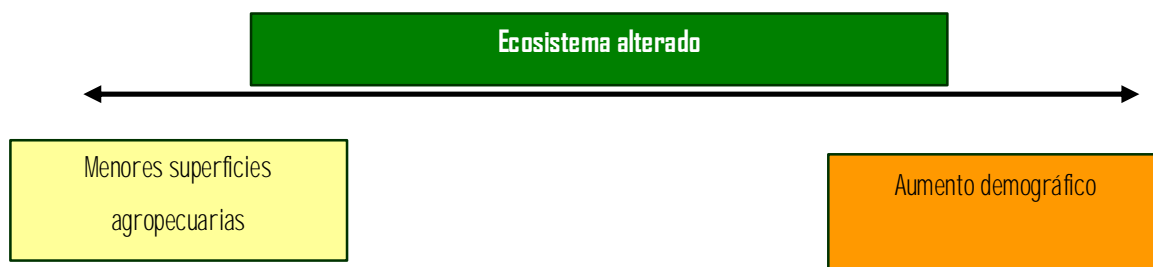 Ecosistema alterado
Menores superficies
agropecuarias
Aumento demográfico